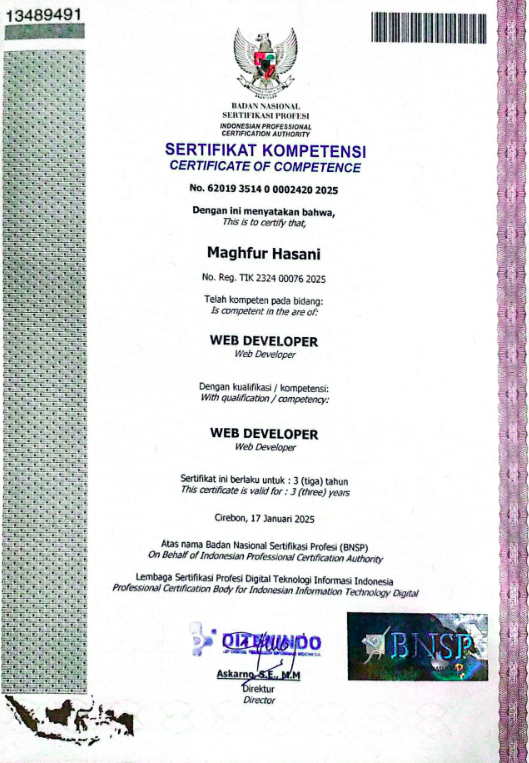 13489491
BADAN NASIONAL
SERTIFIKASI PROFESI
INDONESIAN PROFESSIONAL
CERTIFICATION AUTHORITY
SERTIFIKAT KOMPETENSI
CERTIFICATE OF COMPETENCE
No. 62019 3514 0 0002420 2025
Dengan ini menyatakan bahwa,
This is to certify that,
Maghfur Hasani
No. Reg. TIK 2324 00076 2025
Telah kompeten pada bidang:
Is competent in the are of:
WEB DEVELOPER
Web Developer
Dengan kualifikasi / kompetensi:
With qualification / competency:
WEB DEVELOPER
Web Developer
Sertifikat ini berlaku untuk : 3 (tiga) tahun
This certificate is valid for : 3 (three) years
Cirebon, 17 Januari 2025
Atas nama Badan Nasional Sertifikasi Profesi (BNSP)
On Behalf of Indonesian Professional Certification Authority
Lembaga Sertifikasi Profesi Digital Teknologi Informasi Indonesia
Professional Certification Body for Indonesian Information Technology Digital
BNSP
Askarno, S.E., M.M
Direktur
Director